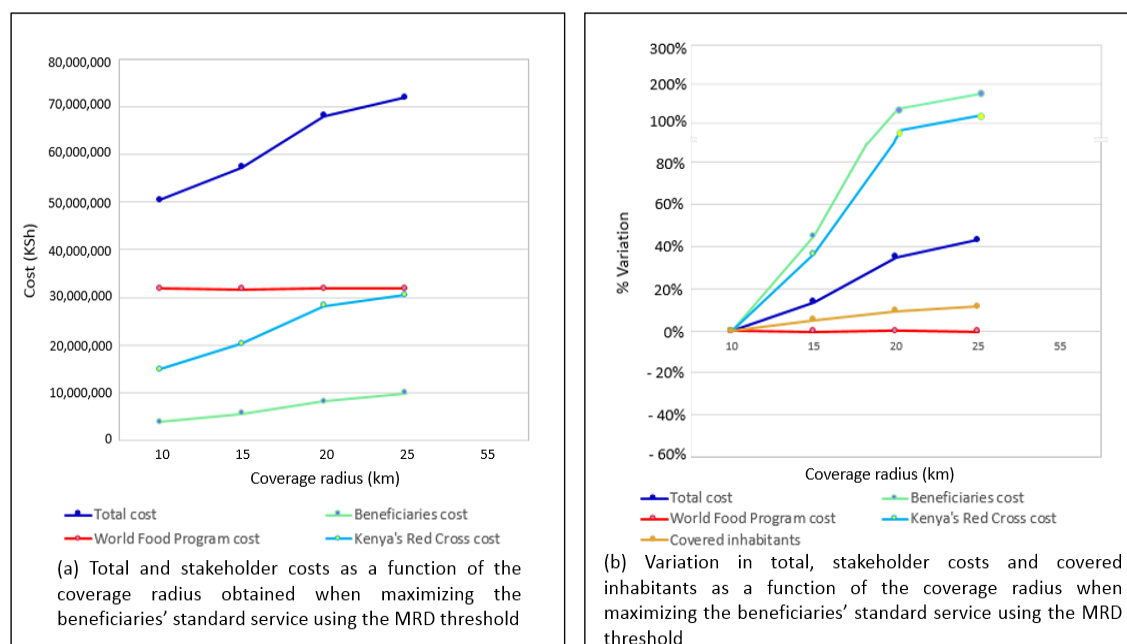 80,000,000
70,000,000
60,000,000
50,000,000
40,000,000
30,000,000
20,000,000
10,000,000
0
Cost (KSh)
10 15 20 25 55
Coverage radius (km)
Total cost Beneficiaries cost
World Food Program cost Kenya's Red Cross cost
(a) Total and stakeholder costs as a function of the
coverage radius obtained when maximizing the
beneficiaries' standard service using the MRD threshold
300%
200%
100%
80%
60%
40%
20%
0%
- 20%
- 40%
- 60%
% Variation
10 15 20 25 55
Coverage radius (km)
Total cost Beneficiaries cost
World Food Program cost Kenya's Red Cross cost
Covered inhabitants
(b) Variation in total, stakeholder costs and covered
inhabitants as a function of the coverage radius when
maximizing the beneficiaries' standard service using the MRD
threshold